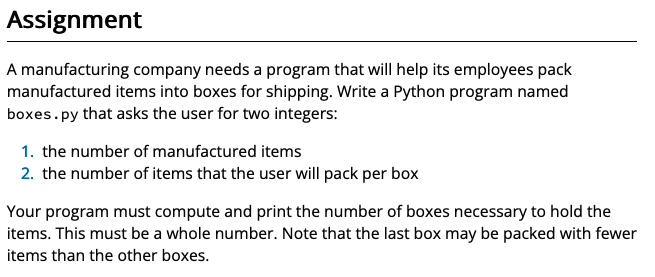 Assignment
A manufacturing company needs a program that will help its employees pack
manufactured items into boxes for shipping. Write a Python program named
boxes.py that asks the user for two integers:
1. the number of manufactured items
2. the number of items that the user will pack per box
Your program must compute and print the number of boxes necessary to hold the
items. This must be a whole number. Note that the last box may be packed with fewer
items than the other boxes.